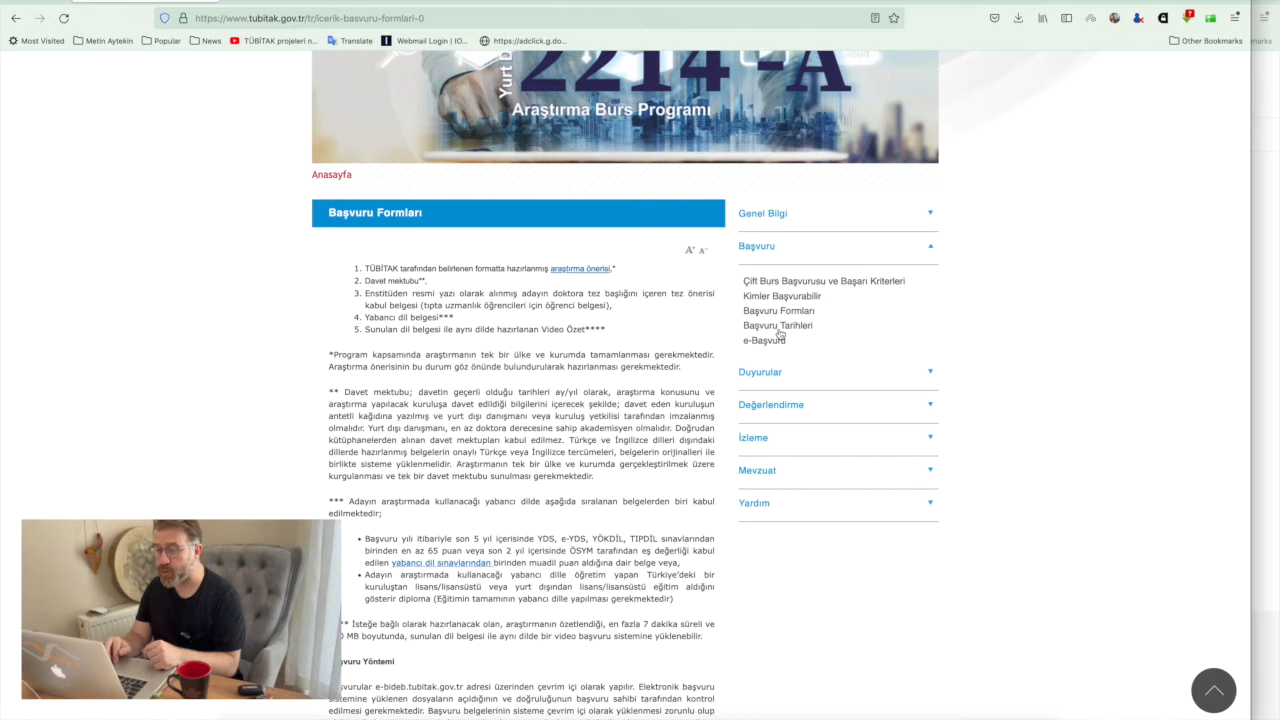 https://www.tubitak.gov.tr/tr/icerik-basvuru-formlari-0
Most Visited
Metin Aytekin
Popular
News
TÜBİTAK projeleri n...
Translate
Webmail Login | IO...
https://adclick.g.do...
Other Bookmarks
marks
Yurt D
2214 -A
Cloud
Araştırma Burs Programı
Anasayfa
Başvuru Formları
A+ A-
1. TÜBİTAK tarafından belirlenen formatta hazırlanmış araştırma önerisi,*
2. Davet mektubu**,
3. Enstitüden resmi yazı olarak alınmış adayın doktora tez başlığını içeren tez önerisi
kabul belgesi (tıpta uzmanlık öğrencileri için öğrenci belgesi),
4. Yabancı dil belgesi***
5. Sunulan dil belgesi ile aynı dilde hazırlanan Video Özet****
*Program kapsamında araştırmanın tek bir ülke ve kurumda tamamlanması gerekmektedir.
Araştırma önerisinin bu durum göz önünde bulundurularak hazırlanması gerekmektedir.
** Davet mektubu; davetin geçerli olduğu tarihleri ay/yıl olarak, araştırma konusunu ve
araştırma yapılacak kuruluşa davet edildiği bilgilerini içerecek şekilde; davet eden kuruluşun
antetli kağıdına yazılmış ve yurt dışı danışmanı veya kuruluş yetkilisi tarafından imzalanmış
olmalıdır. Yurt dışı danışmanı, en az doktora derecesine sahip akademisyen olmalıdır. Doğrudan
kütüphanelerden alınan davet mektupları kabul edilmez. Türkçe ve İngilizce dilleri dışındaki
dillerde hazırlanmış belgelerin onaylı Türkçe veya İngilizce tercümeleri, belgelerin orijinalleri ile
birlikte sisteme yüklenmelidir. Araştırmanın tek bir ülke ve kurumda gerçekleştirilmek üzere
kurgulanması ve tek bir davet mektubu sunulması gerekmektedir.
*** Adayın araştırmada kullanacağı yabancı dilde aşağıda sıralanan belgelerden biri kabul
edilmektedir;
• Başvuru yılı itibariyle son 5 yıl içerisinde YDS, e-YDS, YÖKDİL, TIPDİL sınavlarından
birinden en az 65 puan veya son 2 yıl içerisinde ÖSYM tarafından eş değerliği kabul
edilen yabancı dil sınavlarından birinden muadil puan aldığına dair belge veya,
• Adayın araştırmada kullanacağı yabancı dille öğretim yapan Türkiye'deki bir
kuruluştan lisans/lisansüstü veya yurt dışından lisans/lisansüstü eğitim aldığını
gösterir diploma (Eğitimin tamamının yabancı dille yapılması gerekmektedir)
** İsteğe bağlı olarak hazırlanacak olan, araştırmanın özetlendiği, en fazla 7 dakika süreli ve
0 MB boyutunda, sunulan dil belgesi ile aynı dilde bir video başvuru sistemine yüklenebilir.
şvuru Yöntemi
şvurular e-bideb.tubitak.gov.tr adresi üzerinden çevrim içi olarak yapılır. Elektronik başvuru
stemine yüklenen dosyaların açıldığının ve doğruluğunun başvuru sahibi tarafından kontrol
edilmesi gerekmektedir. Başvuru belgelerinin sisteme çevrim içi olarak yüklenmesi zorunlu olup
Genel Bilgi
Başvuru
Çift Burs Başvurusu ve Başarı Kriterleri
Kimler Başvurabilir
Başvuru Formları
Başvuru Tarihleri
e-Başvuru
Duyurular
Değerlendirme
İzleme
Mevzuat
Yardım